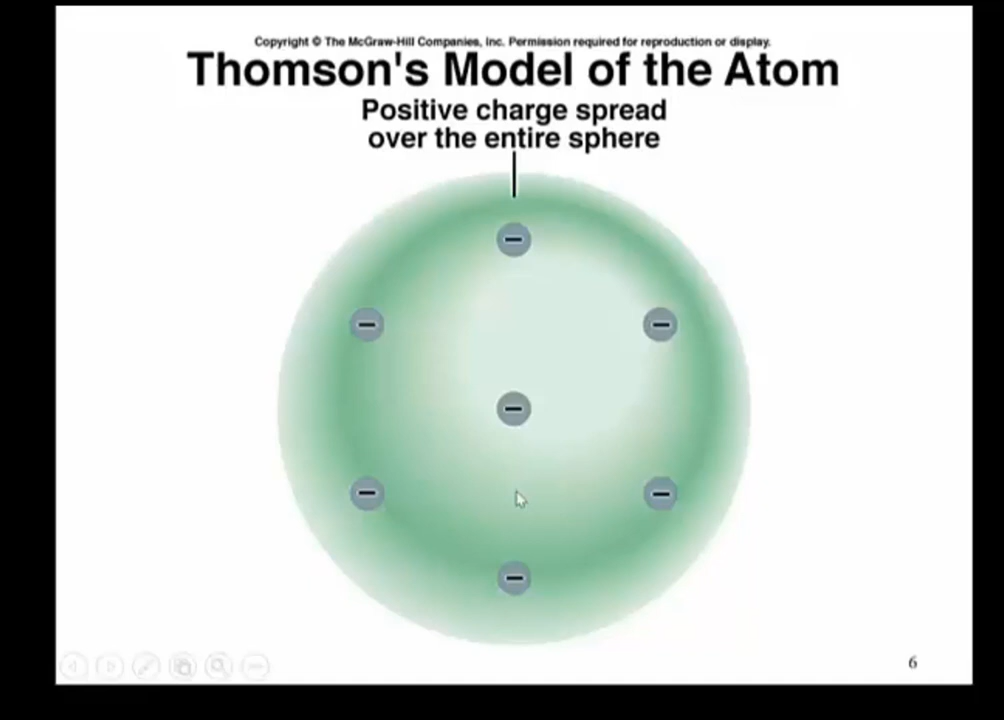 Copyright © The McGraw-Hill Companies, Inc. Permission required for reproduction or display.
Thomson's Model of the Atom
Positive charge spread
over the entire sphere
−
−
−
−
−
−
−
6